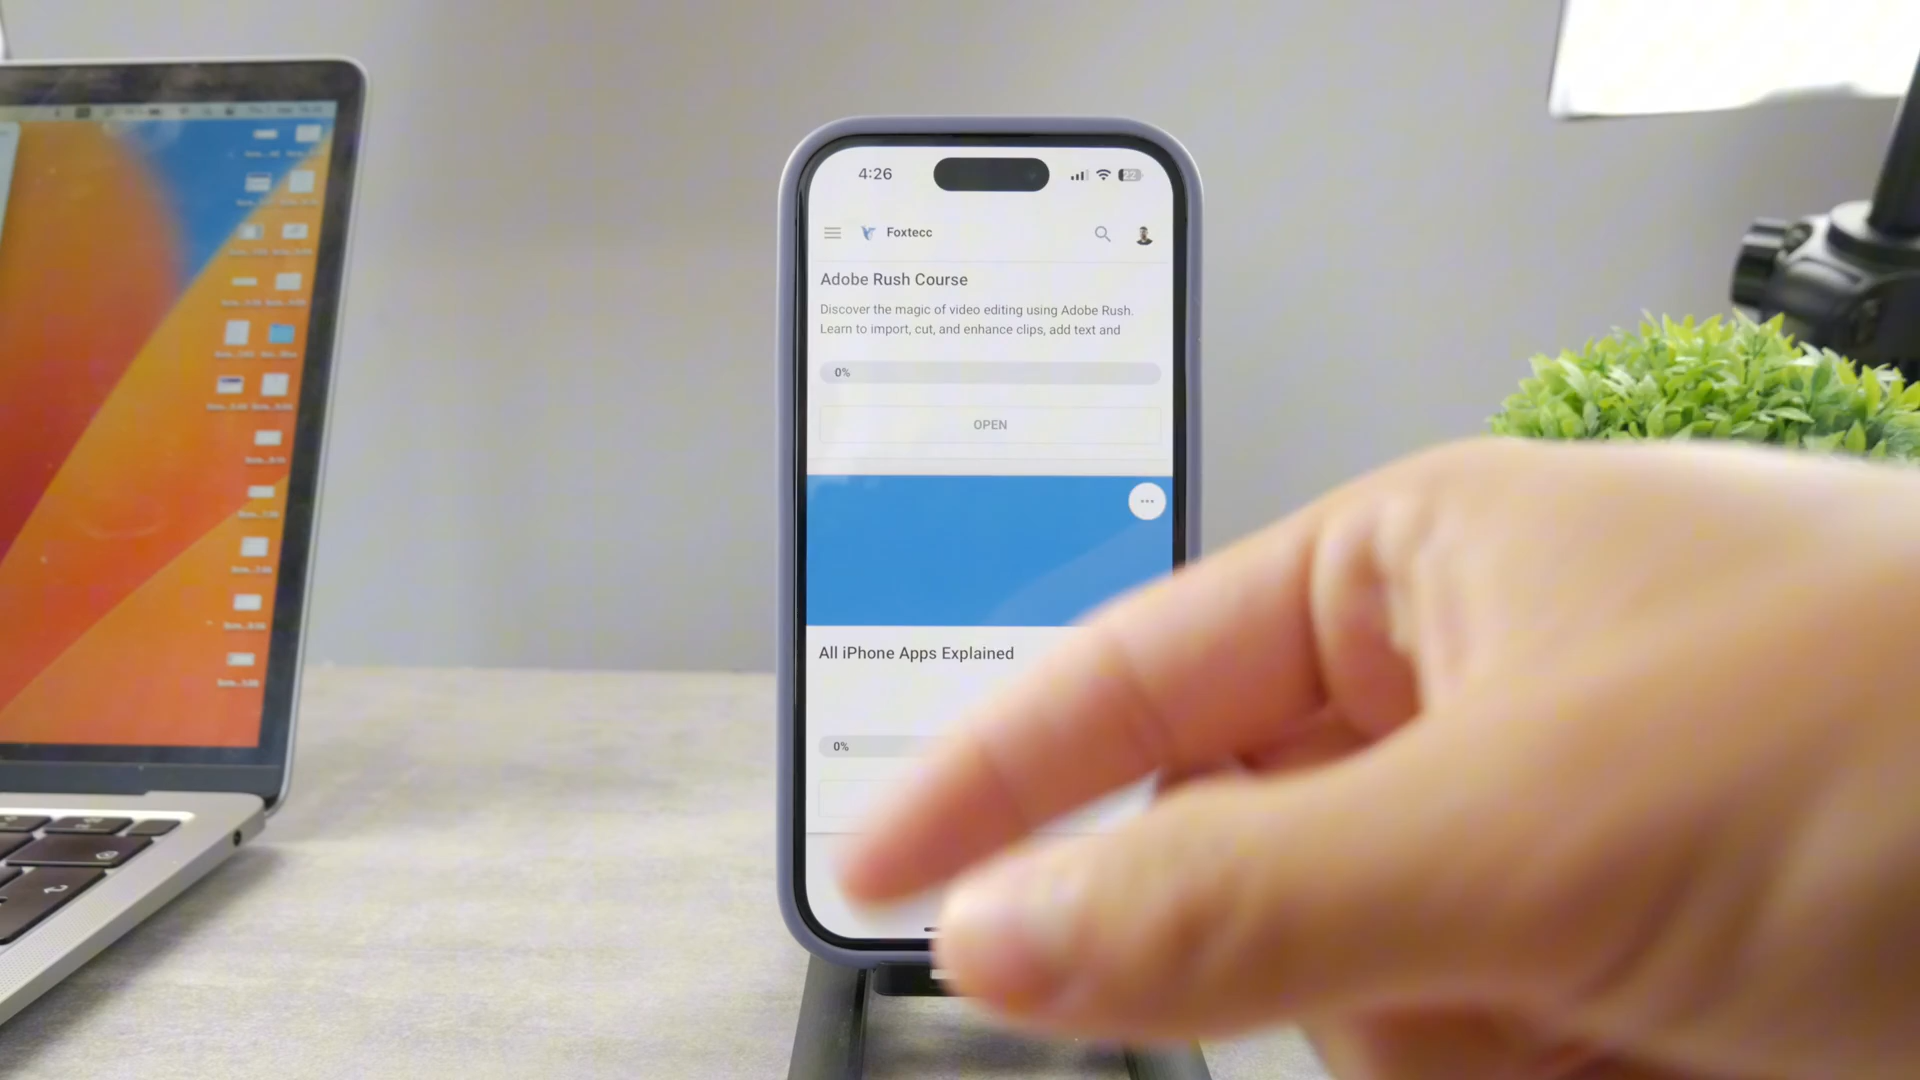 4:26
22
Foxtecc
Adobe Rush Course
Discover the magic of video editing using Adobe Rush.
Learn to import, cut, and enhance clips, add text and
0%
OPEN
All iPhone Apps Explained
0%